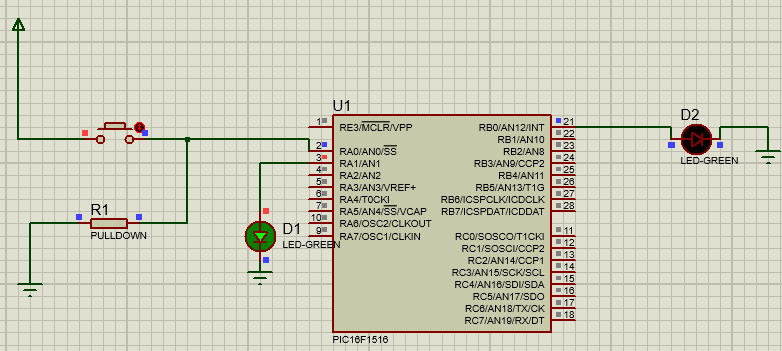 U1
1 RE3/MCLR/VPP RB0/AN12/INT 21
RB1/AN10 22
2 RA0/AN0/SS RB2/AN8 23
3 RA1/AN1 RB3/AN9/CCP2 24
4 RA2/AN2 RB4/AN11 25
5 RA3/AN3/VREF+ RB5/AN13/T1G 26
6 RA4/T0CKI RB6/ICSPCLK/ICDCLK 27
7 RA5/AN4/SS/VCAP RB7/ICSPDAT/ICDDAT 28
10 RA6/OSC2/CLKOUT
9 RA7/OSC1/CLKIN RC0/SOSCO/T1CKI 11
RC1/SOSCI/CCP2 12
RC2/AN14/CCP1 13
RC3/AN15/SCK/SCL 14
RC4/AN16/SDI/SDA 15
RC5/AN17/SDO 16
RC6/AN18/TX/CK 17
RC7/AN19/RX/DT 18
PIC16F1516
R1
PULLDOWN
D1
LED-GREEN
D2
LED-GREEN